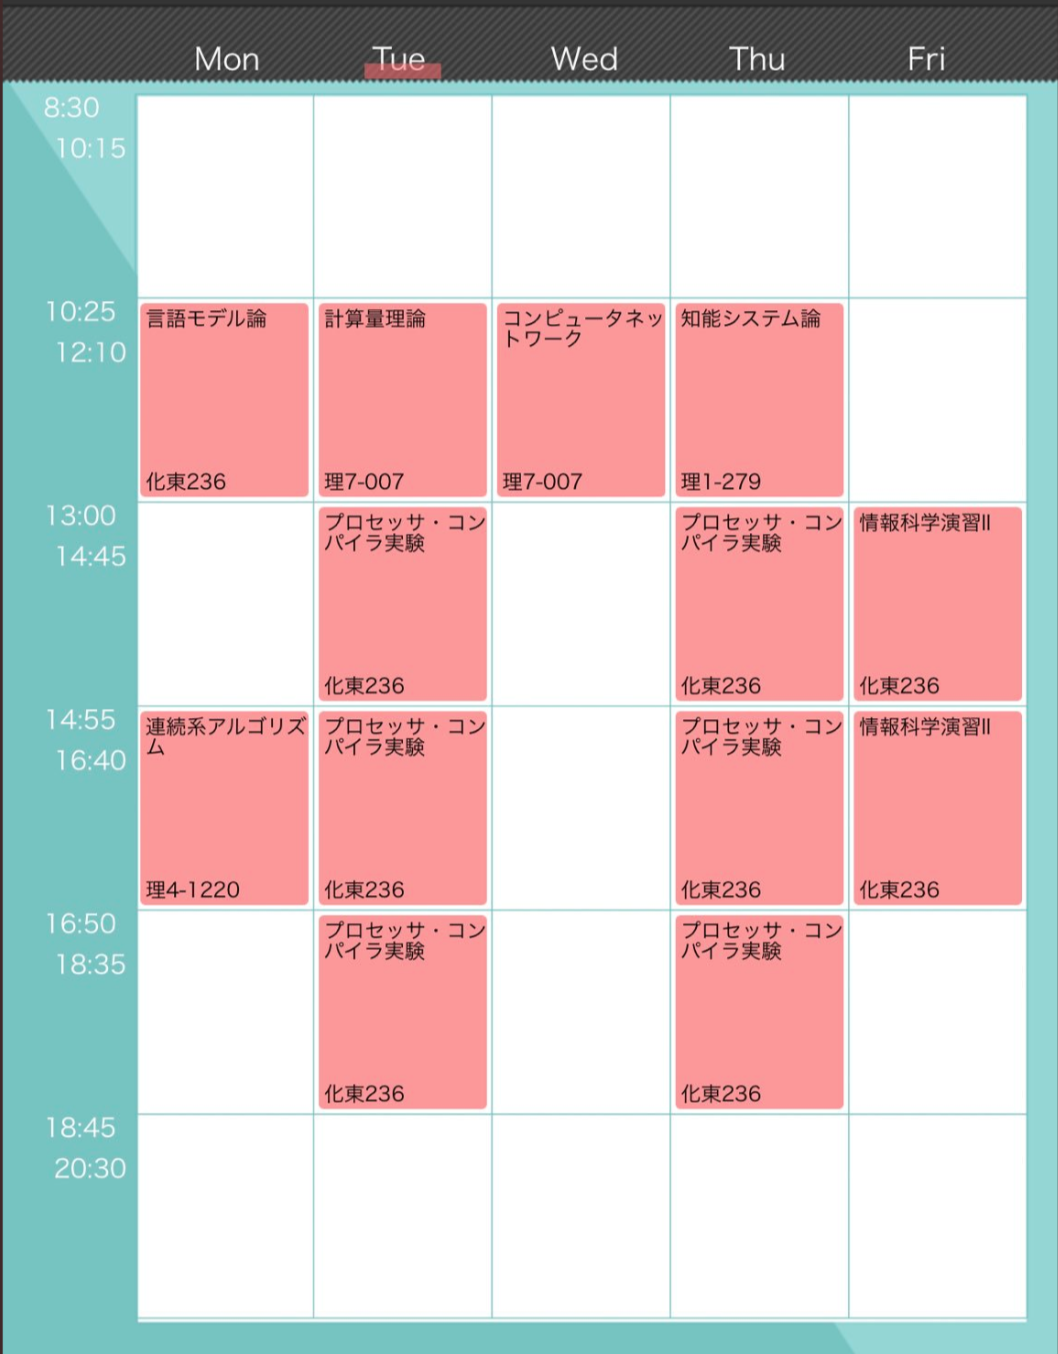 Mon Tue Wed Thu Fri
8:30
10:15
10:25
12:10
言語モデル論
化東236
計算量理論
理7-007
コンピュータネッ
トワーク
理7-007
知能システム論
理1-279
13:00
14:45
プロセッサ・コン
パイラ実験
化東236
プロセッサ・コン
パイラ実験
化東236
情報科学演習II
化東236
14:55
16:40
連続系アルゴリズ
ム
理4-1220
プロセッサ・コン
パイラ実験
化東236
プロセッサ・コン
パイラ実験
化東236
情報科学演習II
化東236
16:50
18:35
プロセッサ・コン
パイラ実験
化東236
プロセッサ・コン
パイラ実験
化東236
18:45
20:30